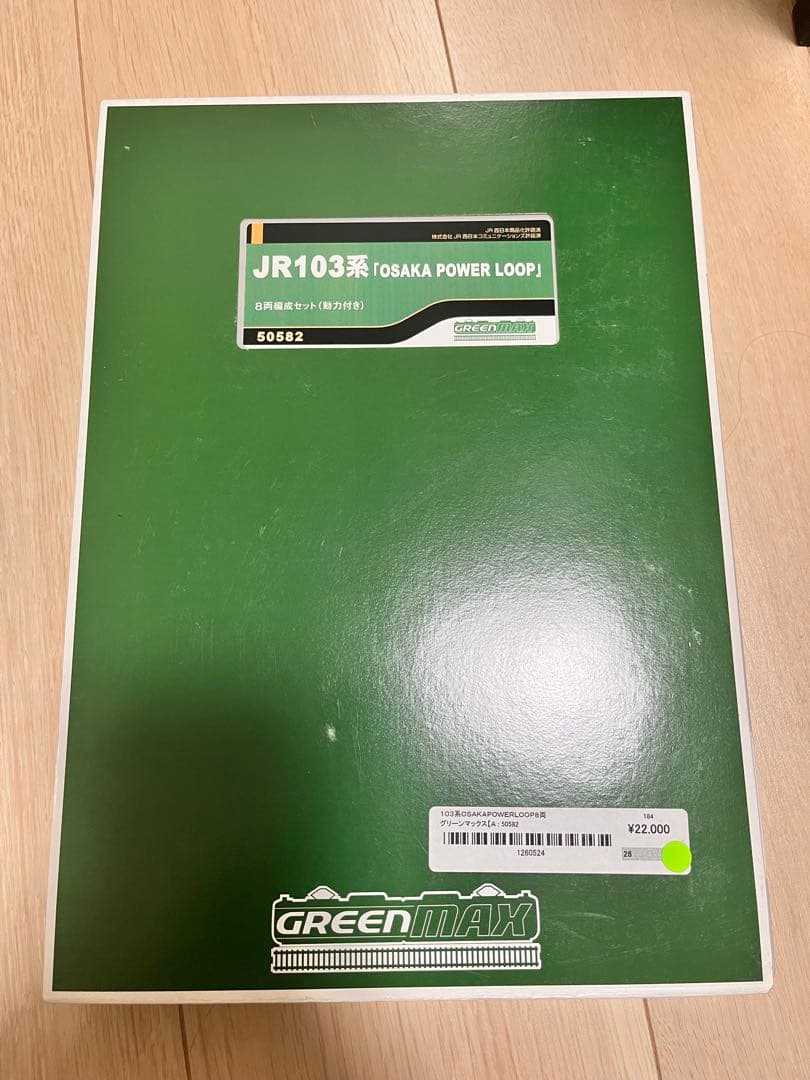 JR西日本商品化許諾済
株式会社JR西日本コミュニケーションズ許諾済
JR103系「OSAKA POWER LOOP」
8両編成セット(動力付き)
50582
GREENMAX
103系OSAKAPOWERLOOP8両
184
グリーンマックス【A:50582
¥22.000
1260524
26
GREENMAX